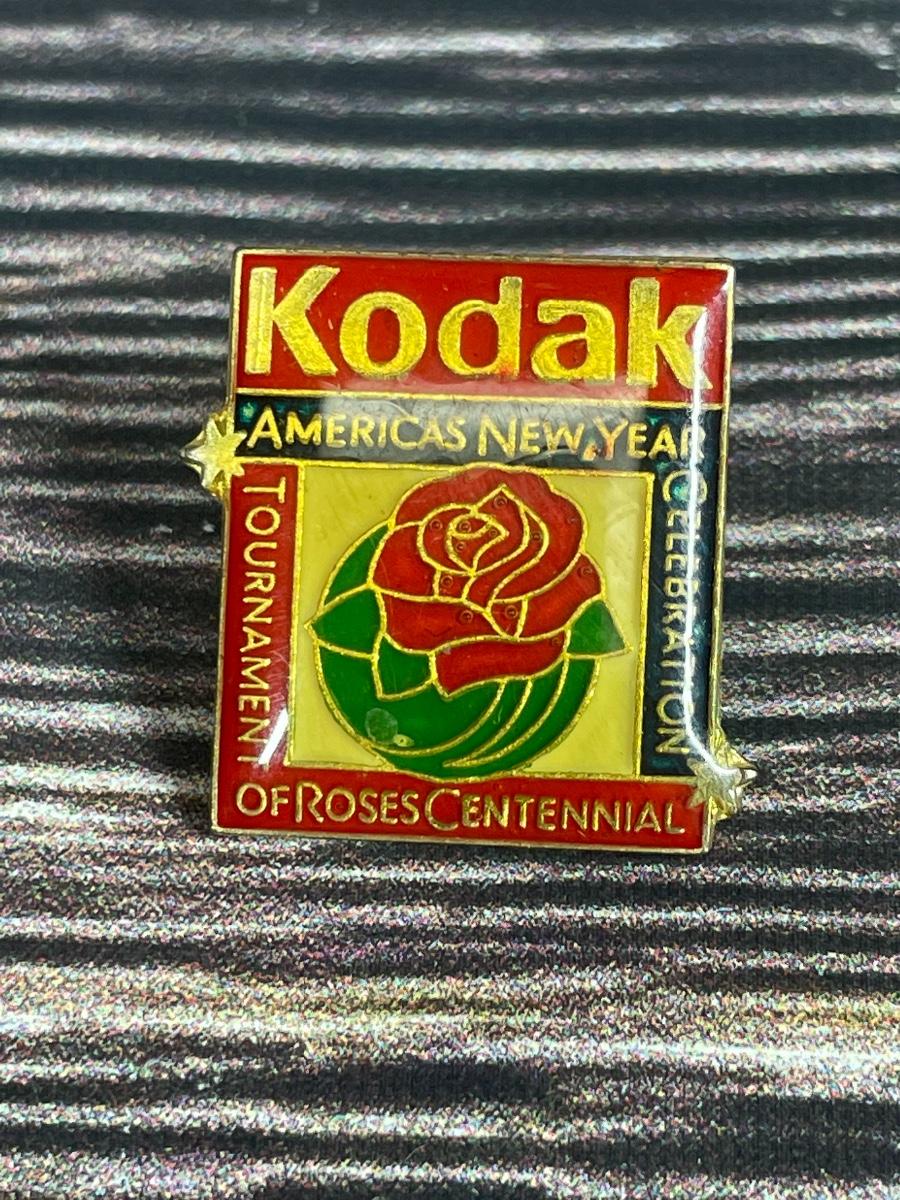 Kodak
AMERICAS NEW YEAR
CELEBRATION
TOURNAMENT
OF ROSES CENTENNIAL